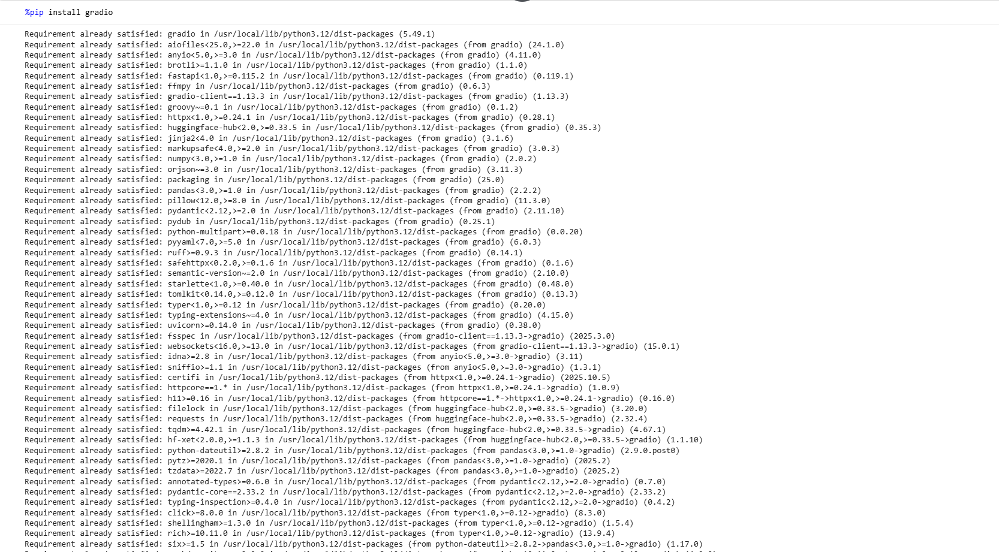 %pip install gradio
Requirement already satisfied: gradio in /usr/local/lib/python3.12/dist-packages (5.49.1)
Requirement already satisfied: aiofiles<25.0,>=22.0 in /usr/local/lib/python3.12/dist-packages (from gradio) (24.1.0)
Requirement already satisfied: anyio<5.0,>=3.0 in /usr/local/lib/python3.12/dist-packages (from gradio) (4.11.0)
Requirement already satisfied: brotli>=1.1.0 in /usr/local/lib/python3.12/dist-packages (from gradio) (1.1.0)
Requirement already satisfied: fastapi<1.0,>=0.115.2 in /usr/local/lib/python3.12/dist-packages (from gradio) (0.119.1)
Requirement already satisfied: ffmpy in /usr/local/lib/python3.12/dist-packages (from gradio) (0.6.3)
Requirement already satisfied: gradio-client==1.13.3 in /usr/local/lib/python3.12/dist-packages (from gradio) (1.13.3)
Requirement already satisfied: groovy~=0.1 in /usr/local/lib/python3.12/dist-packages (from gradio) (0.1.2)
Requirement already satisfied: httpx<1.0,>=0.24.1 in /usr/local/lib/python3.12/dist-packages (from gradio) (0.28.1)
Requirement already satisfied: huggingface-hub<2.0,>=0.33.5 in /usr/local/lib/python3.12/dist-packages (from gradio) (0.35.3)
Requirement already satisfied: jinja2<4.0 in /usr/local/lib/python3.12/dist-packages (from gradio) (3.1.6)
Requirement already satisfied: markupsafe<4.0,>=2.0 in /usr/local/lib/python3.12/dist-packages (from gradio) (3.0.3)
Requirement already satisfied: numpy<3.0,>=1.0 in /usr/local/lib/python3.12/dist-packages (from gradio) (2.0.2)
Requirement already satisfied: orjson~=3.0 in /usr/local/lib/python3.12/dist-packages (from gradio) (3.11.3)
Requirement already satisfied: packaging in /usr/local/lib/python3.12/dist-packages (from gradio) (25.0)
Requirement already satisfied: pandas<3.0,>=1.0 in /usr/local/lib/python3.12/dist-packages (from gradio) (2.2.2)
Requirement already satisfied: pillow<12.0,>=8.0 in /usr/local/lib/python3.12/dist-packages (from gradio) (11.3.0)
Requirement already satisfied: pydantic<2.12,>=2.0 in /usr/local/lib/python3.12/dist-packages (from gradio) (2.11.10)
Requirement already satisfied: pydub in /usr/local/lib/python3.12/dist-packages (from gradio) (0.25.1)
Requirement already satisfied: python-multipart>=0.0.18 in /usr/local/lib/python3.12/dist-packages (from gradio) (0.0.20)
Requirement already satisfied: pyyaml<7.0,>=5.0 in /usr/local/lib/python3.12/dist-packages (from gradio) (6.0.3)
Requirement already satisfied: ruff>=0.9.3 in /usr/local/lib/python3.12/dist-packages (from gradio) (0.14.1)
Requirement already satisfied: safehttpx<0.2.0,>=0.1.6 in /usr/local/lib/python3.12/dist-packages (from gradio) (0.1.6)
Requirement already satisfied: semantic-version~=2.0 in /usr/local/lib/python3.12/dist-packages (from gradio) (2.10.0)
Requirement already satisfied: starlette<1.0,>=0.40.0 in /usr/local/lib/python3.12/dist-packages (from gradio) (0.48.0)
Requirement already satisfied: tomlkit<0.14.0,>=0.12.0 in /usr/local/lib/python3.12/dist-packages (from gradio) (0.13.3)
Requirement already satisfied: typer<1.0,>=0.12 in /usr/local/lib/python3.12/dist-packages (from gradio) (0.20.0)
Requirement already satisfied: typing-extensions~=4.0 in /usr/local/lib/python3.12/dist-packages (from gradio) (4.15.0)
Requirement already satisfied: uvicorn>=0.14.0 in /usr/local/lib/python3.12/dist-packages (from gradio) (0.38.0)
Requirement already satisfied: fsspec in /usr/local/lib/python3.12/dist-packages (from gradio-client==1.13.3->gradio) (2025.3.0)
Requirement already satisfied: websockets<16.0,>=13.0 in /usr/local/lib/python3.12/dist-packages (from gradio-client==1.13.3->gradio) (15.0.1)
Requirement already satisfied: idna>=2.8 in /usr/local/lib/python3.12/dist-packages (from anyio<5.0,>=3.0->gradio) (3.11)
Requirement already satisfied: sniffio>=1.1 in /usr/local/lib/python3.12/dist-packages (from anyio<5.0,>=3.0->gradio) (1.3.1)
Requirement already satisfied: certifi in /usr/local/lib/python3.12/dist-packages (from httpx<1.0,>=0.24.1->gradio) (2025.10.5)
Requirement already satisfied: httpcore==1.* in /usr/local/lib/python3.12/dist-packages (from httpx<1.0,>=0.24.1->gradio) (1.0.9)
Requirement already satisfied: h11>=0.16 in /usr/local/lib/python3.12/dist-packages (from httpcore==1.*->httpx<1.0,>=0.24.1->gradio) (0.16.0)
Requirement already satisfied: filelock in /usr/local/lib/python3.12/dist-packages (from huggingface-hub<2.0,>=0.33.5->gradio) (3.20.0)
Requirement already satisfied: requests in /usr/local/lib/python3.12/dist-packages (from huggingface-hub<2.0,>=0.33.5->gradio) (2.32.4)
Requirement already satisfied: tqdm>=4.42.1 in /usr/local/lib/python3.12/dist-packages (from huggingface-hub<2.0,>=0.33.5->gradio) (4.67.1)
Requirement already satisfied: hf-xet<2.0.0,>=1.1.3 in /usr/local/lib/python3.12/dist-packages (from huggingface-hub<2.0,>=0.33.5->gradio) (1.1.10)
Requirement already satisfied: python-dateutil>=2.8.2 in /usr/local/lib/python3.12/dist-packages (from pandas<3.0,>=1.0->gradio) (2.9.0.post0)
Requirement already satisfied: pytz>=2020.1 in /usr/local/lib/python3.12/dist-packages (from pandas<3.0,>=1.0->gradio) (2025.2)
Requirement already satisfied: tzdata>=2022.7 in /usr/local/lib/python3.12/dist-packages (from pandas<3.0,>=1.0->gradio) (2025.2)
Requirement already satisfied: annotated-types>=0.6.0 in /usr/local/lib/python3.12/dist-packages (from pydantic<2.12,>=2.0->gradio) (0.7.0)
Requirement already satisfied: pydantic-core==2.33.2 in /usr/local/lib/python3.12/dist-packages (from pydantic<2.12,>=2.0->gradio) (2.33.2)
Requirement already satisfied: typing-inspection>=0.4.0 in /usr/local/lib/python3.12/dist-packages (from pydantic<2.12,>=2.0->gradio) (0.4.2)
Requirement already satisfied: click>=8.0.0 in /usr/local/lib/python3.12/dist-packages (from typer<1.0,>=0.12->gradio) (8.3.0)
Requirement already satisfied: shellingham>=1.3.0 in /usr/local/lib/python3.12/dist-packages (from typer<1.0,>=0.12->gradio) (1.5.4)
Requirement already satisfied: rich>=10.11.0 in /usr/local/lib/python3.12/dist-packages (from typer<1.0,>=0.12->gradio) (13.9.4)
Requirement already satisfied: six>=1.5 in /usr/local/lib/python3.12/dist-packages (from python-dateutil>=2.8.2->pandas<3.0,>=1.0->gradio) (1.17.0)